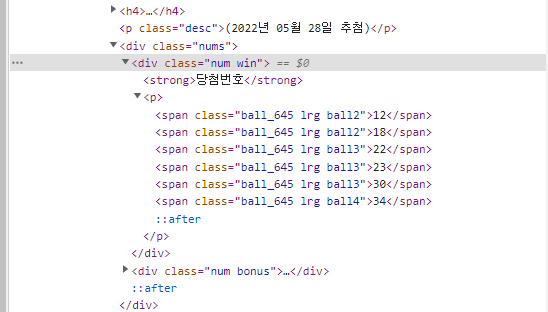 <h4>…</h4>
<p class="desc">(2022년 05월 28일 추첨)</p>
<div class="nums">
<div class="num win"> == $0
<strong>당첨번호</strong>
<p>
<span class="ball_645 lrg ball2">12</span>
<span class="ball_645 lrg ball2">18</span>
<span class="ball_645 lrg ball3">22</span>
<span class="ball_645 lrg ball3">23</span>
<span class="ball_645 lrg ball3">30</span>
<span class="ball_645 lrg ball4">34</span>
::after
</p>
</div>
<div class="num bonus">…</div>
::after
</div>